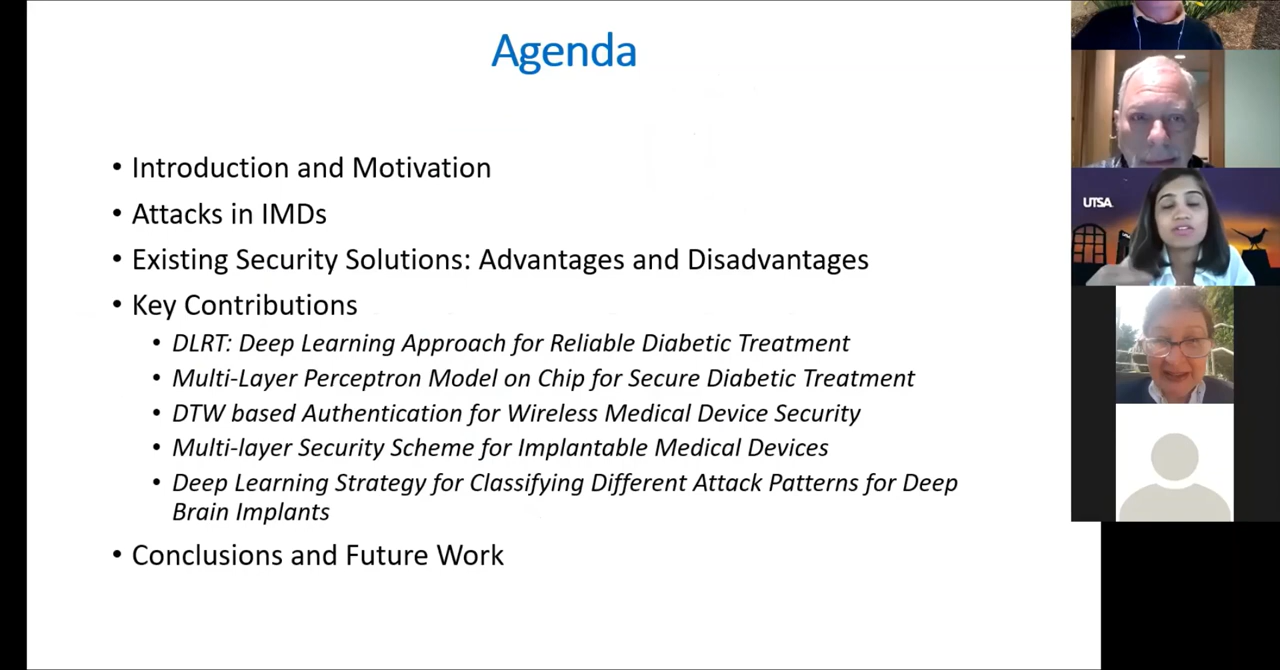 Agenda
• Introduction and Motivation
• Attacks in IMDs
• Existing Security Solutions: Advantages and Disadvantages
• Key Contributions
• DLRT: Deep Learning Approach for Reliable Diabetic Treatment
• Multi-Layer Perceptron Model on Chip for Secure Diabetic Treatment
• DTW based Authentication for Wireless Medical Device Security
• Multi-layer Security Scheme for Implantable Medical Devices
• Deep Learning Strategy for Classifying Different Attack Patterns for Deep
Brain Implants
• Conclusions and Future Work
UTSA